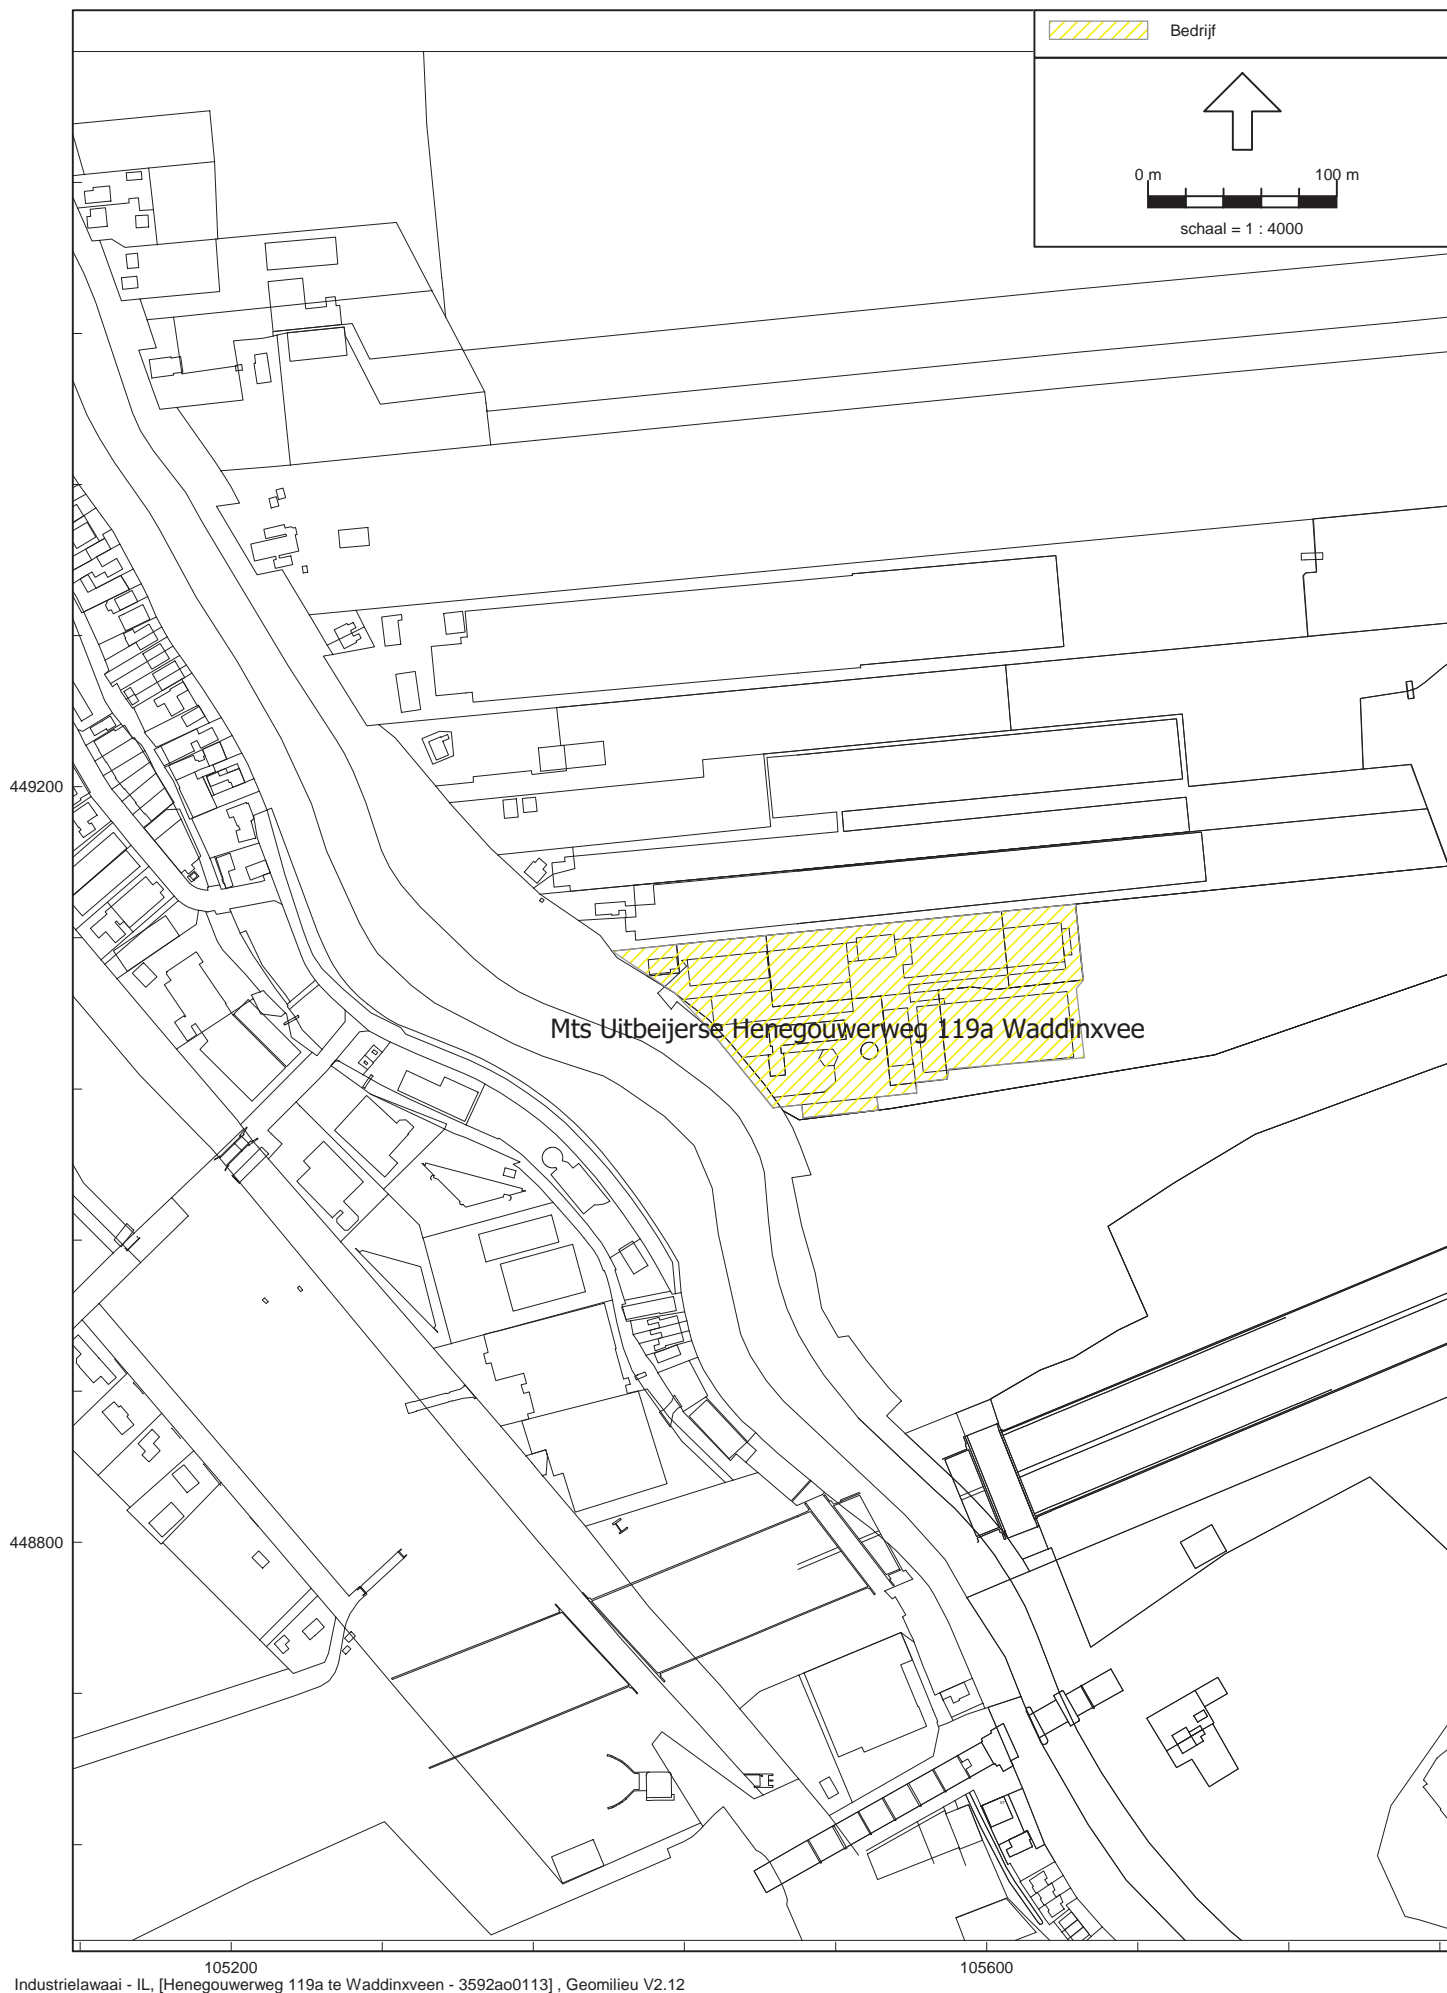 Bedrijf
0 m 100 m
schaal = 1 : 4000
449200
Mts Uitbeijerse Henegouwerweg 119a Waddinxvee
448800
105200 105600
Industrielawaai - IL, [Henegouwerweg 119a te Waddinxveen - 3592ao0113] , Geomilieu V2.12